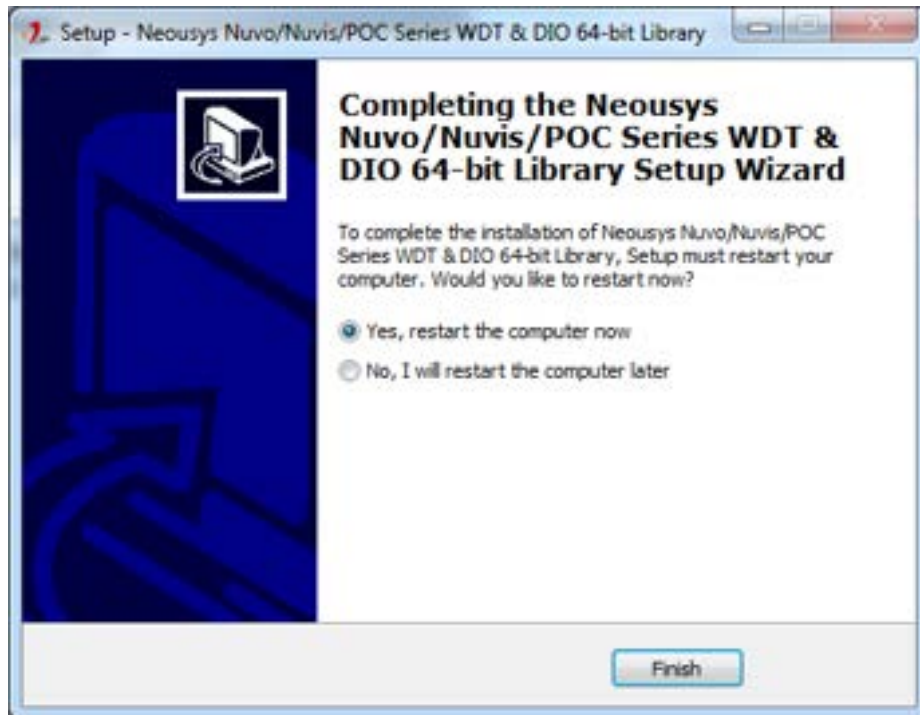 Setup - Neousys Nuvo/Nuvis/POC Series WDT & DIO 64-bit Library
Completing the Neousys
Nuvo/Nuvis/POC Series WDT &
DIO 64-bit Library Setup Wizard
To complete the installation of Neousys Nuvo/Nuvis/POC
Series WDT & DIO 64-bit Library, Setup must restart your
computer. Would you like to restart now?
Yes, restart the computer now
No, I will restart the computer later
Finish